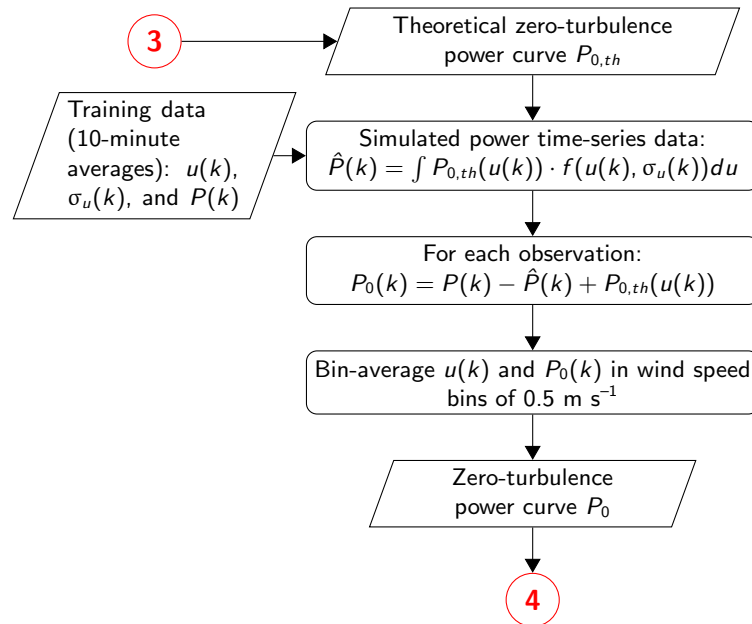 3
Theoretical zero-turbulence
power curve P₀,ₜₕ
Training data
(10-minute
averages): u(k),
σᵤ(k), and P(k)
Simulated power time-series data:
P̂(k) = ∫ P₀,ₜₕ(u(k)) · f(u(k), σᵤ(k))du
For each observation:
P₀(k) = P(k) − P̂(k) + P₀,ₜₕ(u(k))
Bin-average u(k) and P₀(k) in wind speed
bins of 0.5 m s⁻¹
Zero-turbulence
power curve P₀
4